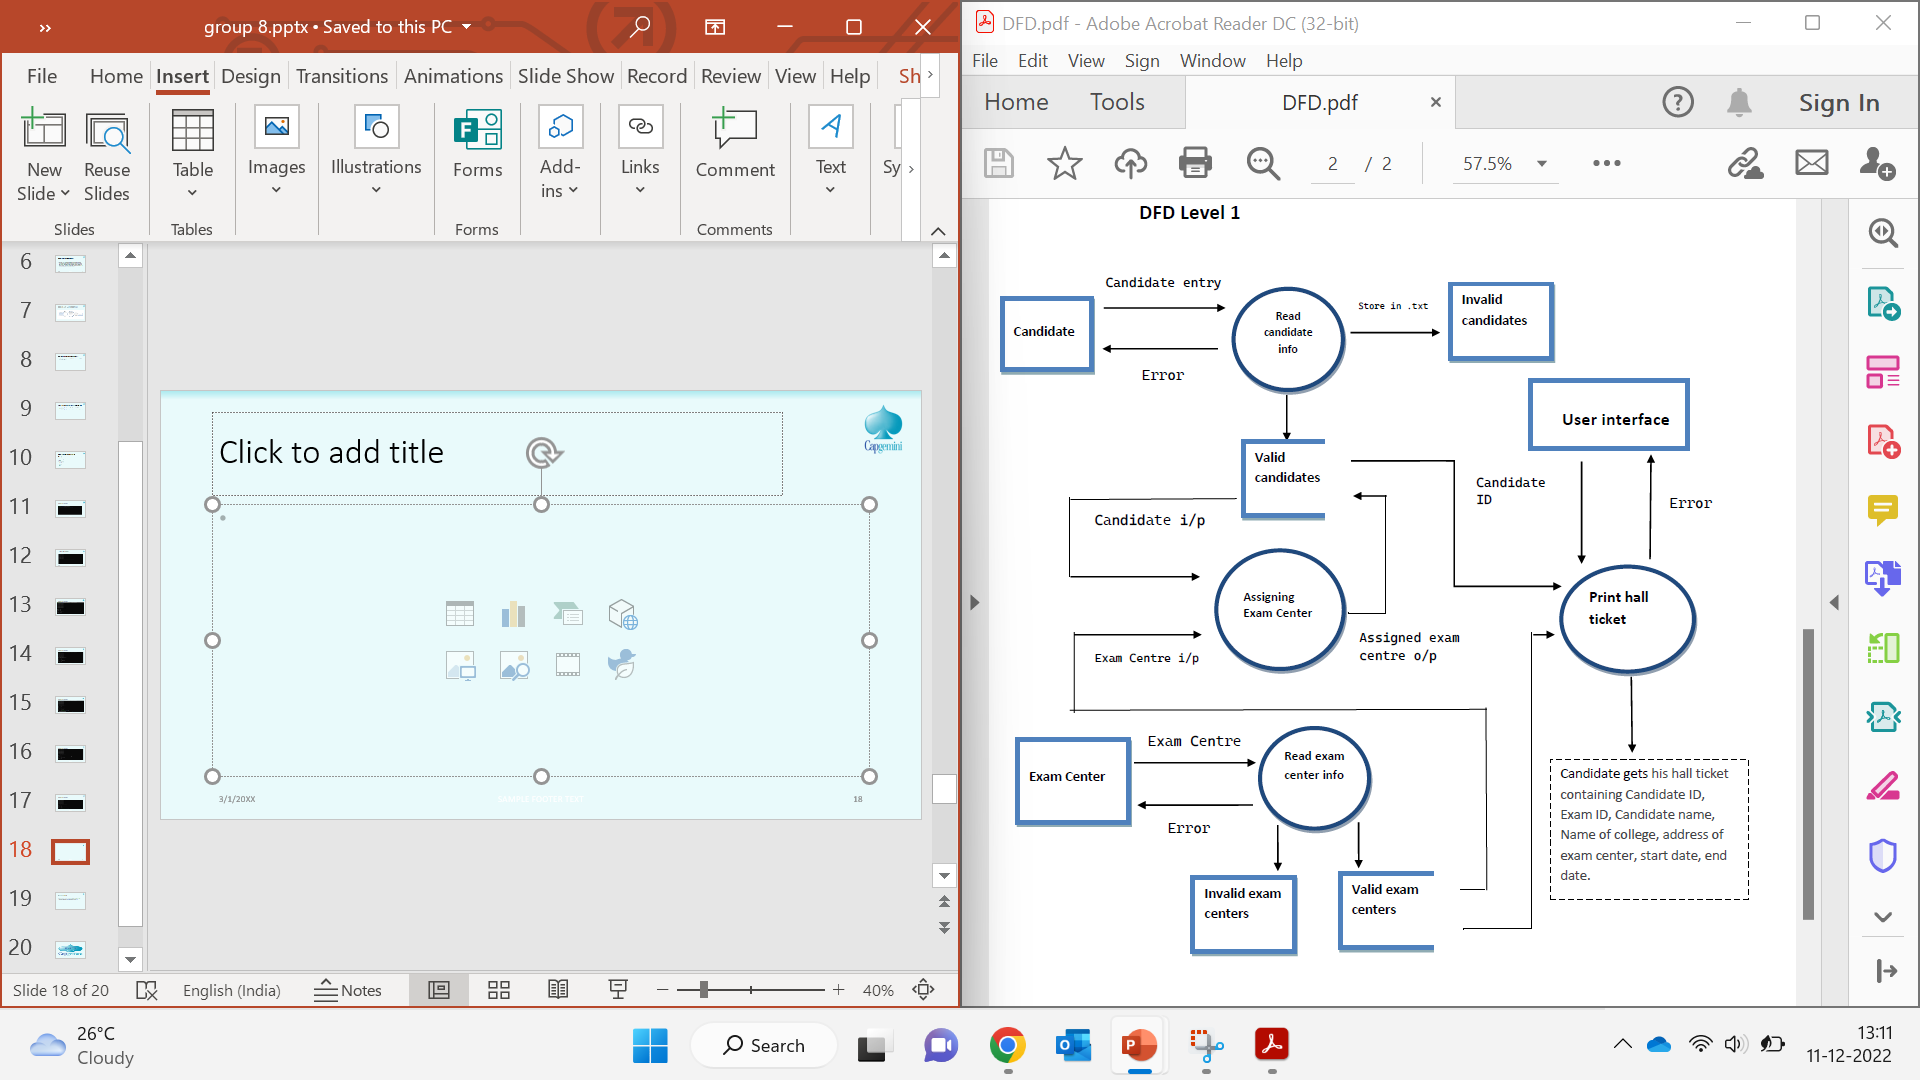 group 8.pptx • Saved to this PC
File Home Insert Design Transitions Animations Slide Show Record Review View Help Sh
New Slide
Reuse Slides
Table
Images
Illustrations
Forms
Add-ins
Links
Comment
Text
Sy
Slides
Tables
Forms
Comments
6
7
8
9
10
11
12
13
14
15
16
17
18
19
20
Click to add title
Capgemini
3/1/20XX
SAMPLE FOOTER TEXT
18
Slide 18 of 20
English (India)
Notes
40%
DFD.pdf - Adobe Acrobat Reader DC (32-bit)
File Edit View Sign Window Help
Home Tools DFD.pdf Sign In
2 / 2
57.5%
DFD Level 1
Candidate entry
Candidate
Error
Read
candidate
info
Store in .txt
Invalid
candidates
User interface
Valid
candidates
Candidate
ID
Error
Candidate i/p
Assigning
Exam Center
Print hall
ticket
Assigned exam
centre o/p
Exam Centre i/p
Exam Centre
Exam Center
Error
Read exam
center info
Invalid exam
centers
Valid exam
centers
Candidate gets his hall ticket
containing Candidate ID,
Exam ID, Candidate name,
Name of college, address of
exam center, start date, end
date.
26°C
Cloudy
Search
13:11
11-12-2022